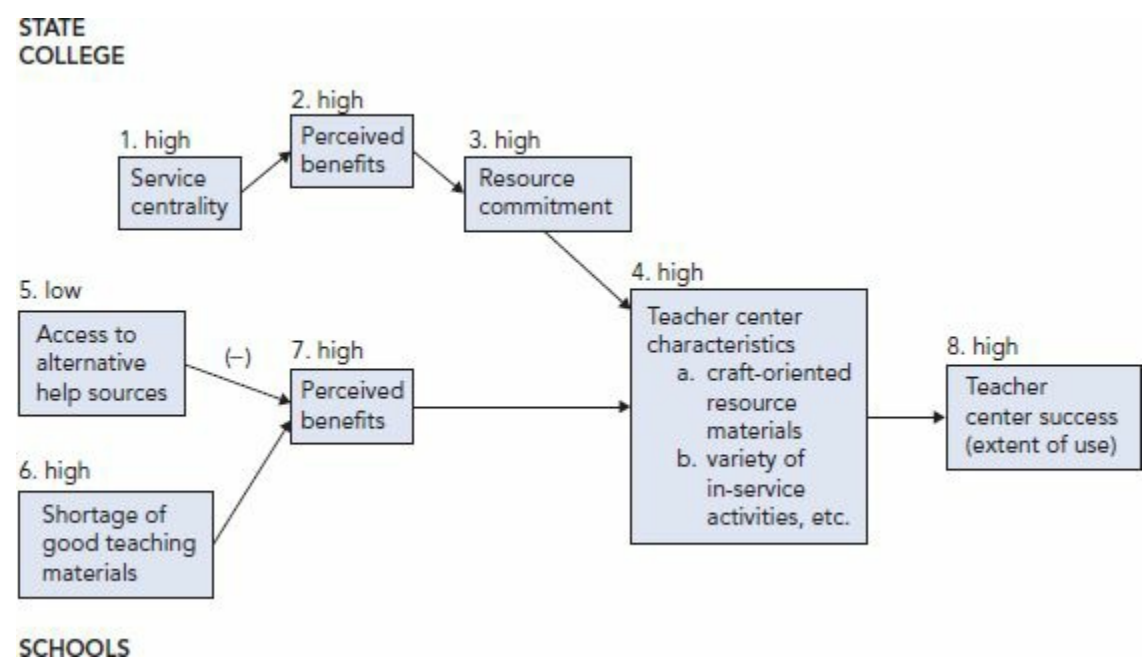 STATE
COLLEGE
2. high
Perceived
benefits
1. high
Service
centrality
3. high
Resource
commitment
4. high
Teacher center
characteristics
a. craft-oriented
resource
materials
b. variety of
in-service
activities, etc.
5. low
Access to
alternative
help sources
(–)
7. high
Perceived
benefits
8. high
Teacher
center success
(extent of use)
6. high
Shortage of
good teaching
materials
SCHOOLS